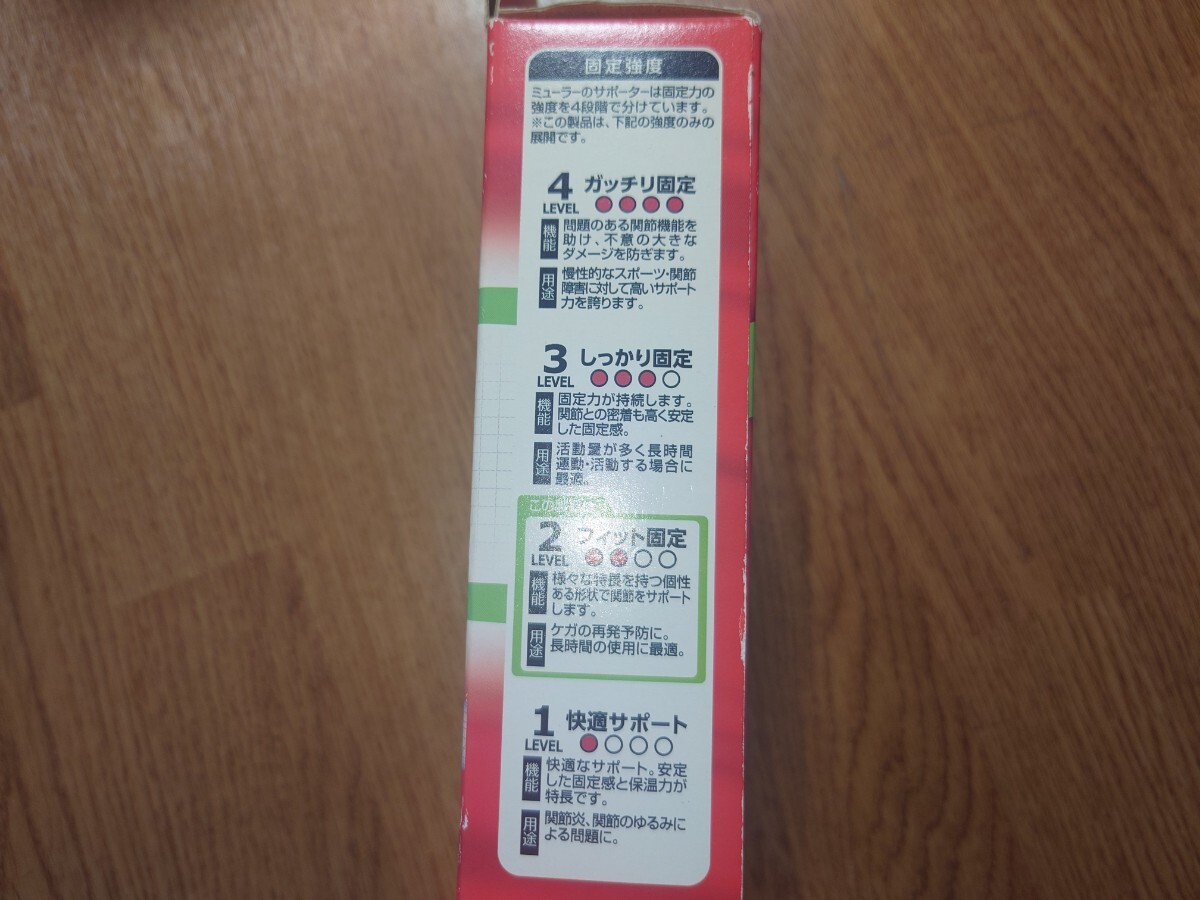 固定強度
ミューラーのサポーターは固定力の
強度を4段階で分けています。
※この製品は、下記の強度のみの
展開です。
4 ガッチリ固定
LEVEL
機能
問題のある関節機能を
助け、不意の大きな
ダメージを防ぎます。
用途
慢性的なスポーツ・関節
障害に対して高いサポート
力を誇ります。
3 しっかり固定
LEVEL
機能
固定力が持続します。
関節との密着も高く安定
した固定感。
用途
活動量が多く長時間
運動・活動する場合に
最適。
この
2 フィット固定
LEVEL
機能
様々な特長を持つ個性
ある形状で関節をサポート
します。
用途
ケガの再発予防に。
長時間の使用に最適。
1 快適サポート
LEVEL
機能
快適なサポート。安定
した固定感と保温力が
特長です。
用途
関節炎、関節のゆるみに
よる問題に。